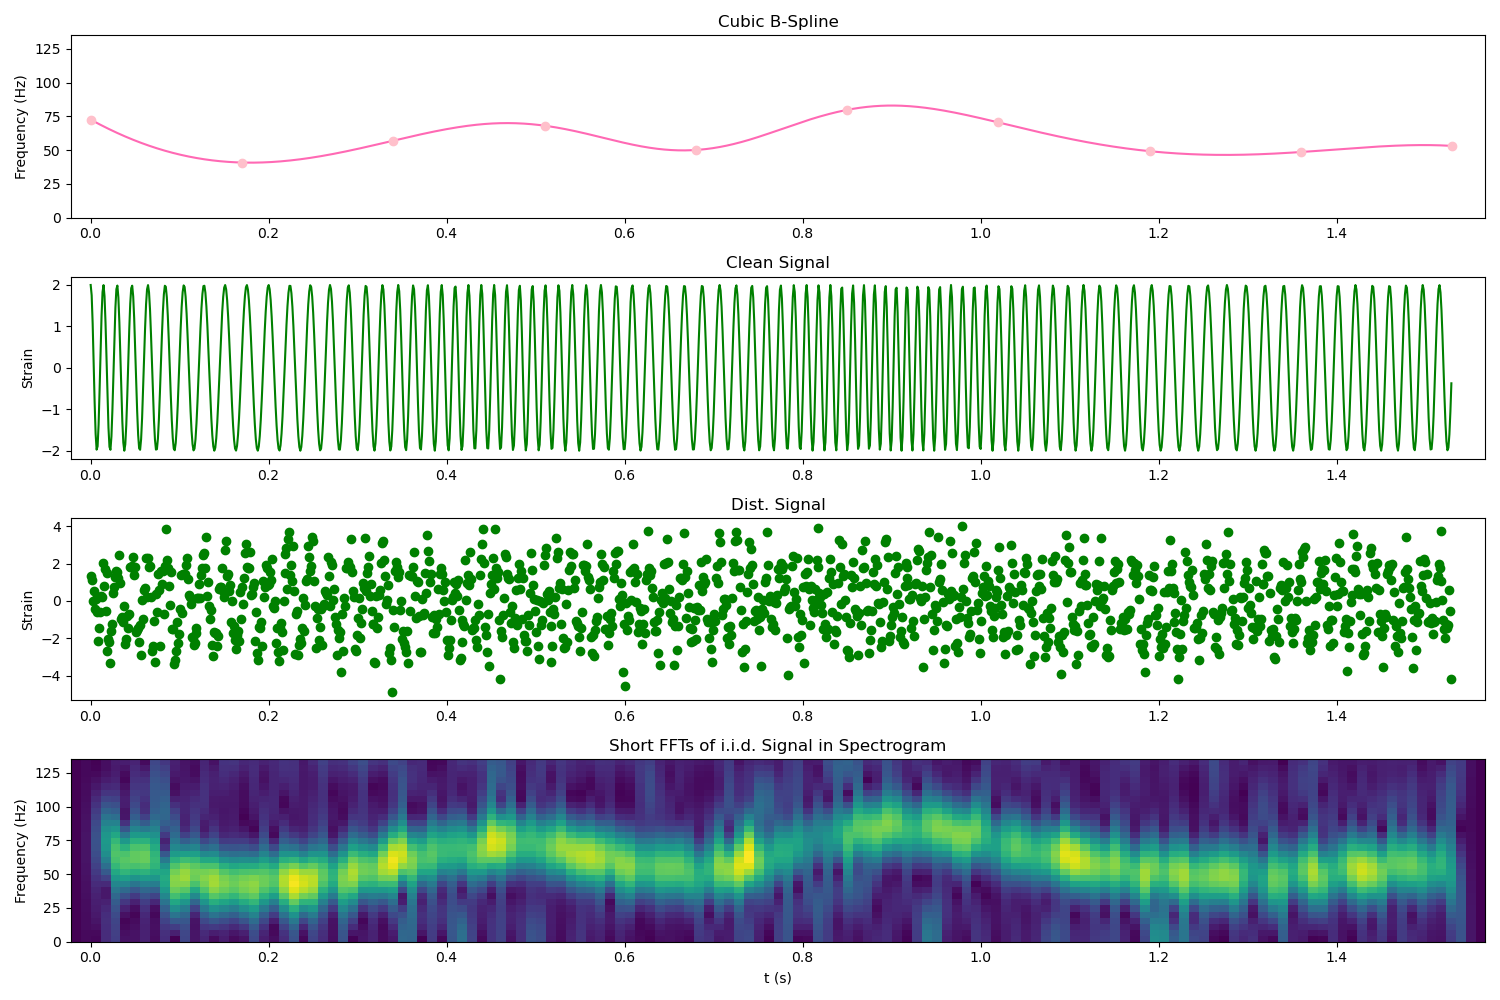 Cubic B-Spline
Frequency (Hz)
125
100
75
50
25
0
0.0 0.2 0.4 0.6 0.8 1.0 1.2 1.4
Clean Signal
Strain
2
1
0
−1
−2
0.0 0.2 0.4 0.6 0.8 1.0 1.2 1.4
Dist. Signal
Strain
4
2
0
−2
−4
0.0 0.2 0.4 0.6 0.8 1.0 1.2 1.4
Short FFTs of i.i.d. Signal in Spectrogram
Frequency (Hz)
125
100
75
50
25
0
0.0 0.2 0.4 0.6 0.8 1.0 1.2 1.4
t (s)